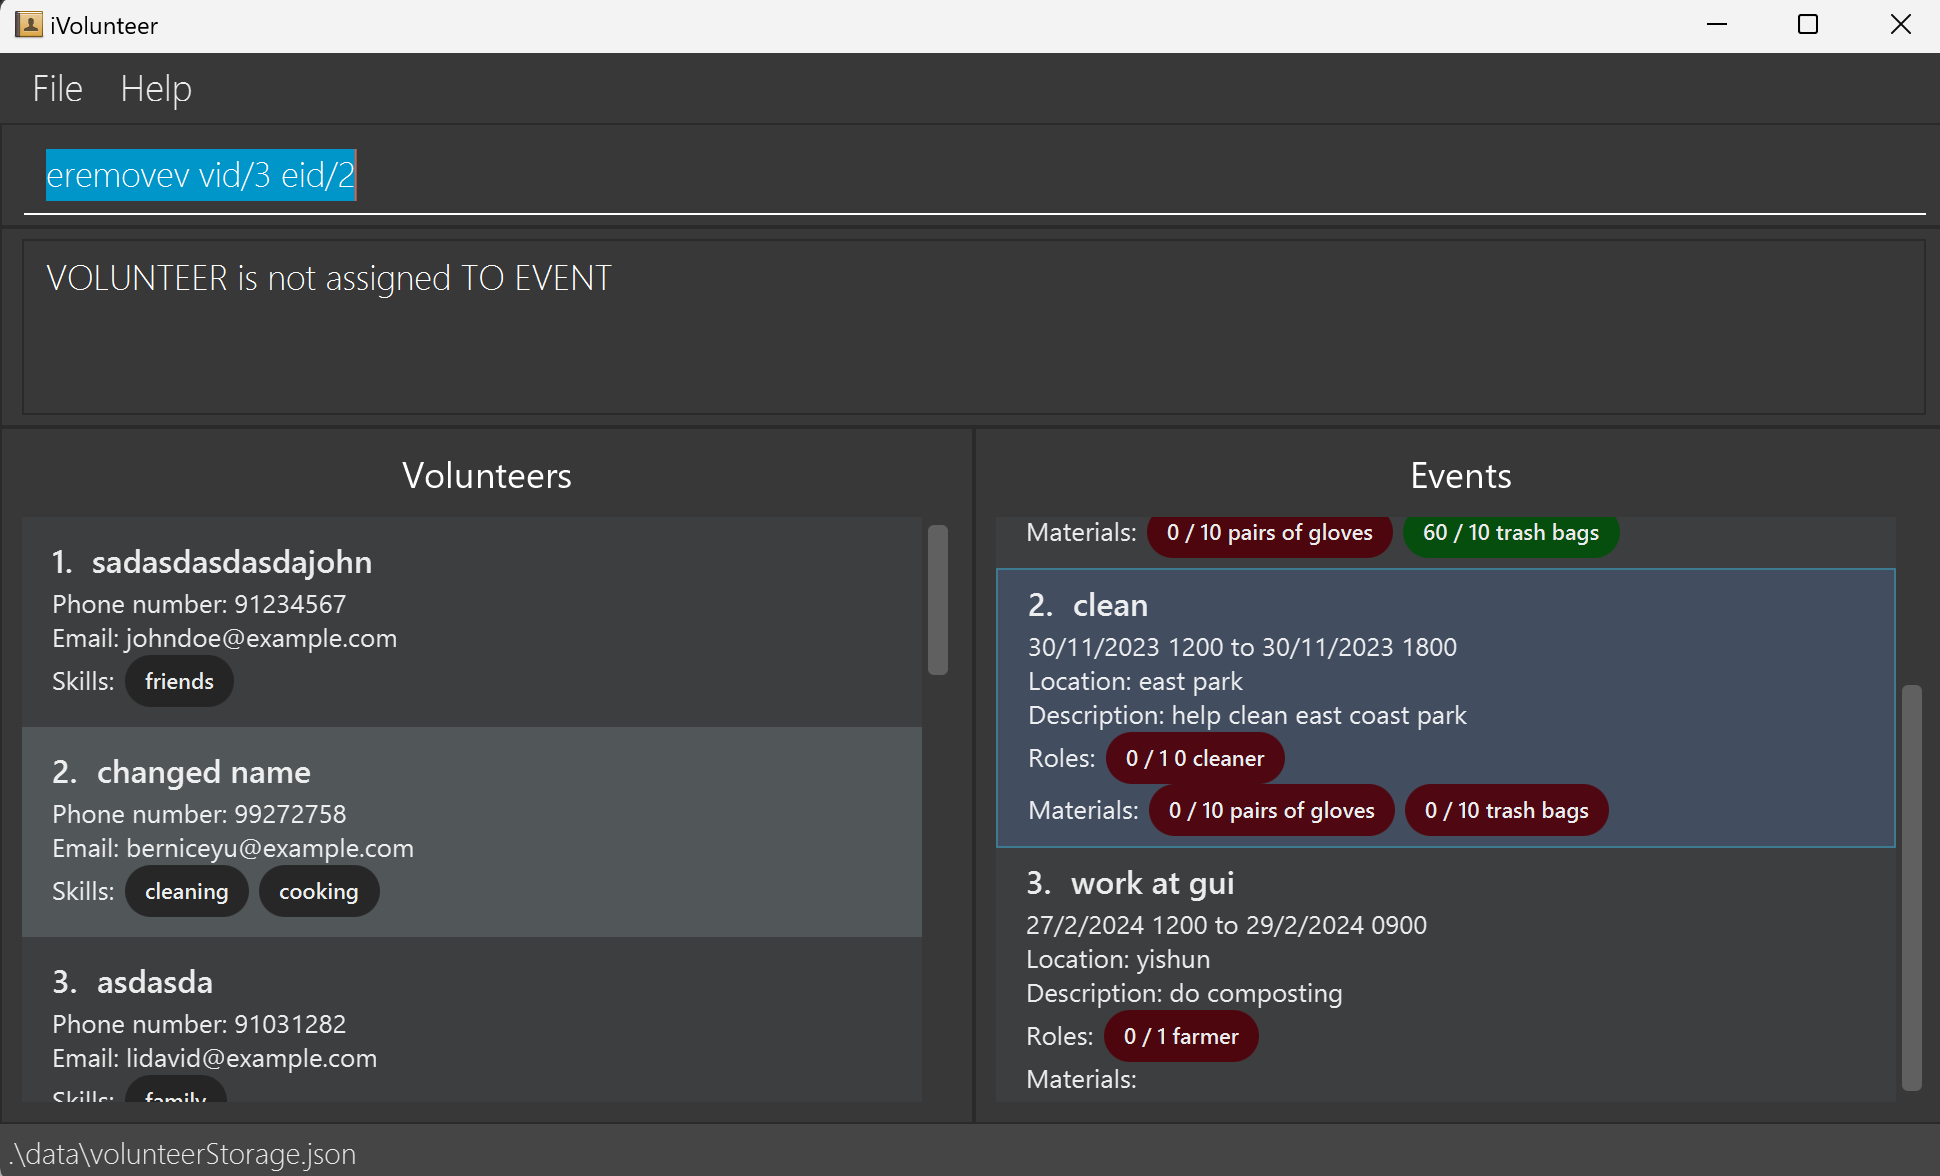 iVolunteer
File Help
eremovev vid/3 eid/2
VOLUNTEER is not assigned TO EVENT
Volunteers
1. sadasdasdasdajohn
Phone number: 91234567
Email: johndoe@example.com
Skills: friends
2. changed name
Phone number: 99272758
Email: berniceyu@example.com
Skills: cleaning cooking
3. asdasda
Phone number: 91031282
Email: lidavid@example.com
Skills: family
Events
Materials: 0 / 10 pairs of gloves 60 / 10 trash bags
2. clean
30/11/2023 1200 to 30/11/2023 1800
Location: east park
Description: help clean east coast park
Roles: 0 / 1 0 cleaner
Materials: 0 / 10 pairs of gloves 0 / 10 trash bags
3. work at gui
27/2/2024 1200 to 29/2/2024 0900
Location: yishun
Description: do composting
Roles: 0 / 1 farmer
Materials:
.\data\volunteerStorage.json